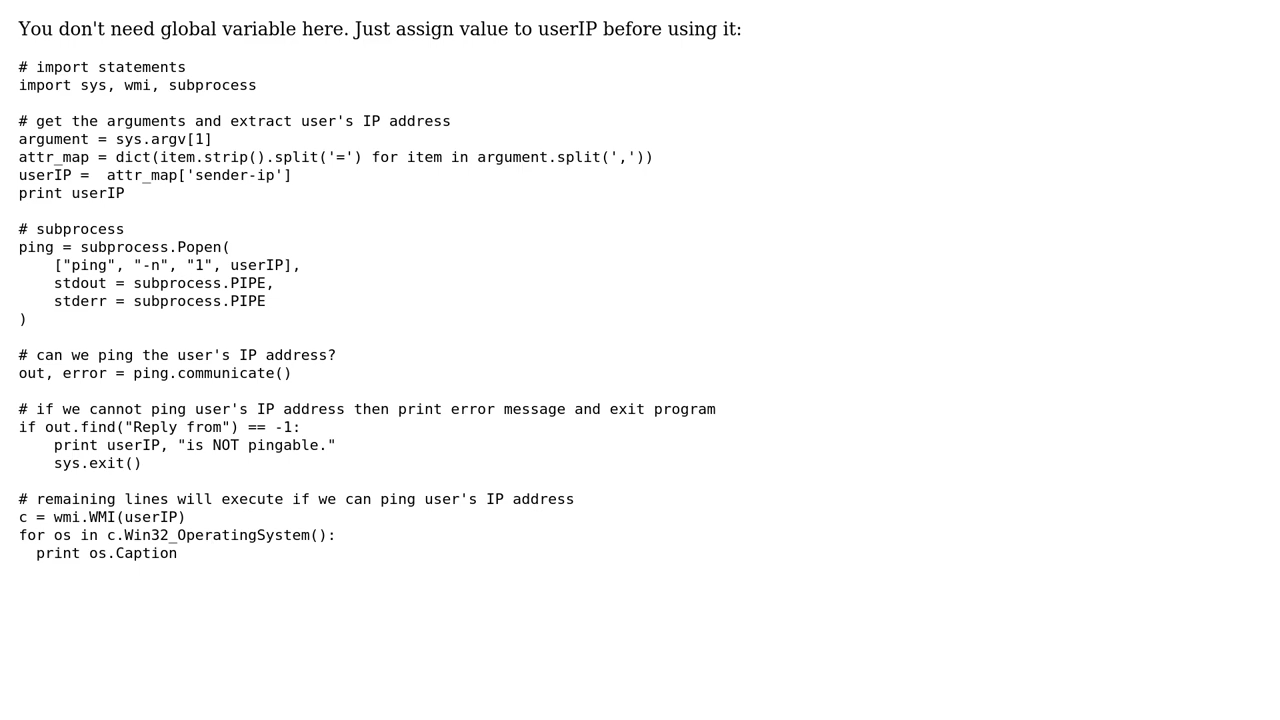 You don't need global variable here. Just assign value to userIP before using it:
# import statements
import sys, wmi, subprocess
# get the arguments and extract user's IP address
argument = sys.argv[1]
attr_map = dict(item.strip().split('=') for item in argument.split(','))
userIP =  attr_map['sender-ip']
print userIP
# subprocess
ping = subprocess.Popen(
    ["ping", "-n", "1", userIP],
    stdout = subprocess.PIPE,
    stderr = subprocess.PIPE
)
# can we ping the user's IP address?
out, error = ping.communicate()
# if we cannot ping user's IP address then print error message and exit program
if out.find("Reply from") == -1:
    print userIP, "is NOT pingable."
    sys.exit()
# remaining lines will execute if we can ping user's IP address
c = wmi.WMI(userIP)
for os in c.Win32_OperatingSystem():
  print os.Caption